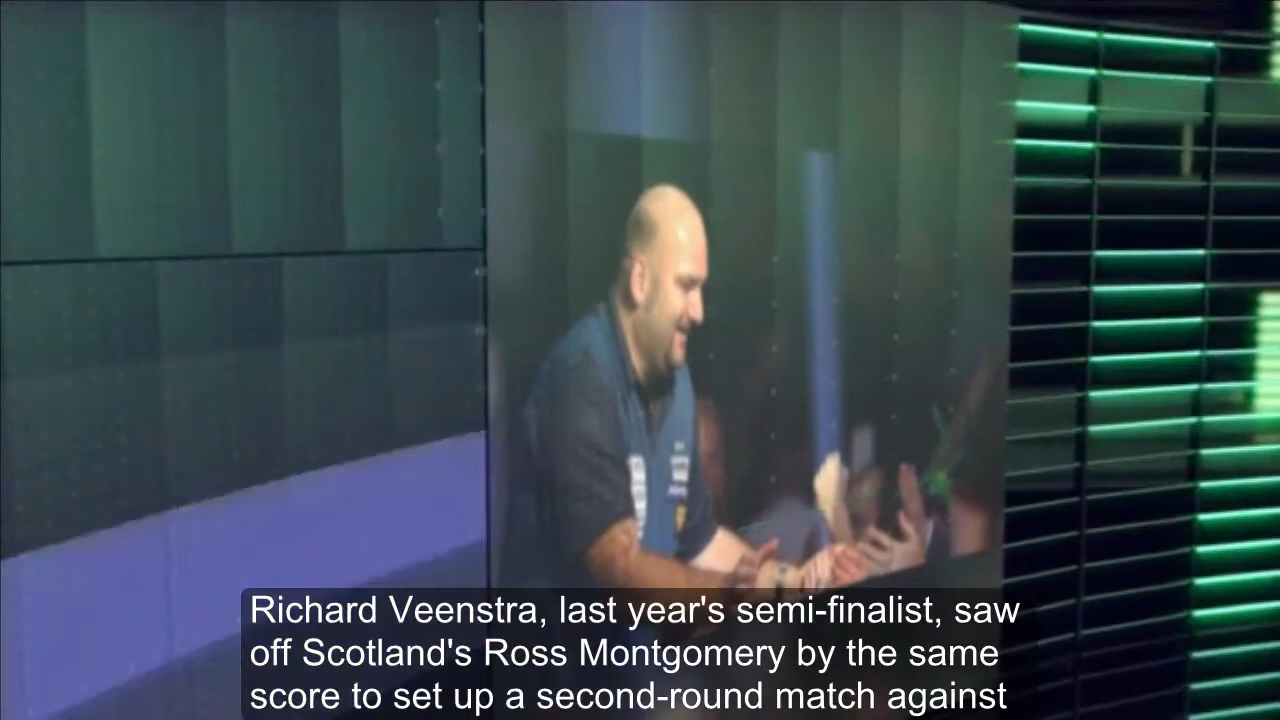 Richard Veenstra, last year's semi-finalist, saw
off Scotland's Ross Montgomery by the same
score to set up a second-round match against